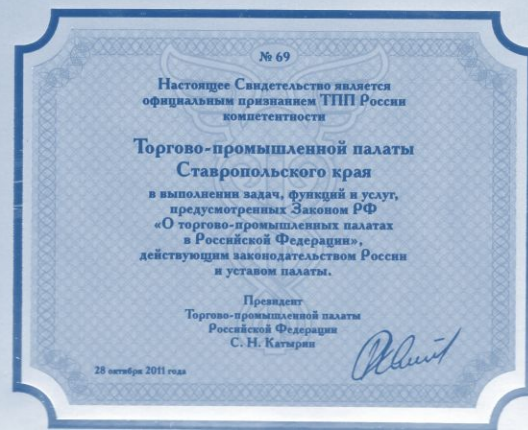 № 69
Настоящее Свидетельство является
официальным признанием ТПП России
компетентности
Торгово-промышленной палаты
Ставропольского края
в выполнении задач, функций и услуг,
предусмотренных Законом РФ
«О торгово-промышленных палатах
в Российской Федерации»,
действующим законодательством России
и уставом палаты.
Президент
Торгово-промышленной палаты
Российской Федерации
С. Н. Катырин
28 октября 2011 года